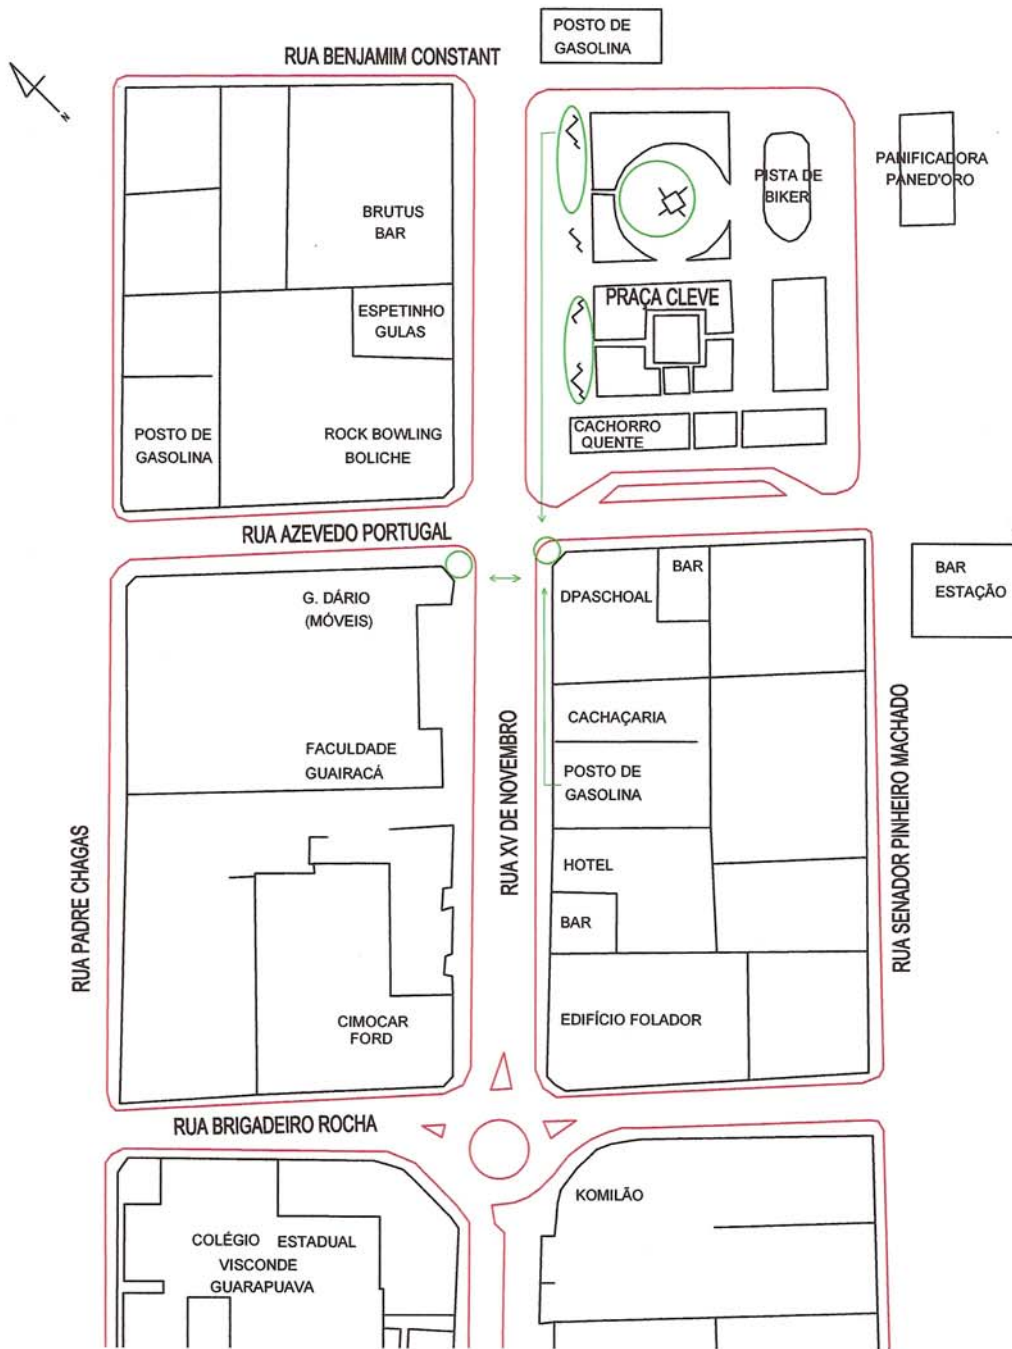 POSTO DE
GASOLINA
RUA BENJAMIM CONSTANT
N
PANIFICADORA
PANED'ORO
PISTA DE
BIKER
BRUTUS
BAR
ESPETINHO
GULAS
PRAÇA CLEVE
POSTO DE
GASOLINA
ROCK BOWLING
BOLICHE
CACHORRO
QUENTE
RUA AZEVEDO PORTUGAL
G. DÁRIO
(MÓVEIS)
DPASCHOAL
BAR
BAR
ESTAÇÃO
CACHAÇARIA
FACULDADE
GUAIRACÁ
POSTO DE
GASOLINA
RUA XV DE NOVEMBRO
RUA SENADOR PINHEIRO MACHADO
RUA PADRE CHAGAS
HOTEL
BAR
CIMOCAR
FORD
EDIFÍCIO FOLADOR
RUA BRIGADEIRO ROCHA
KOMILÃO
COLÉGIO ESTADUAL
VISCONDE
GUARAPUAVA